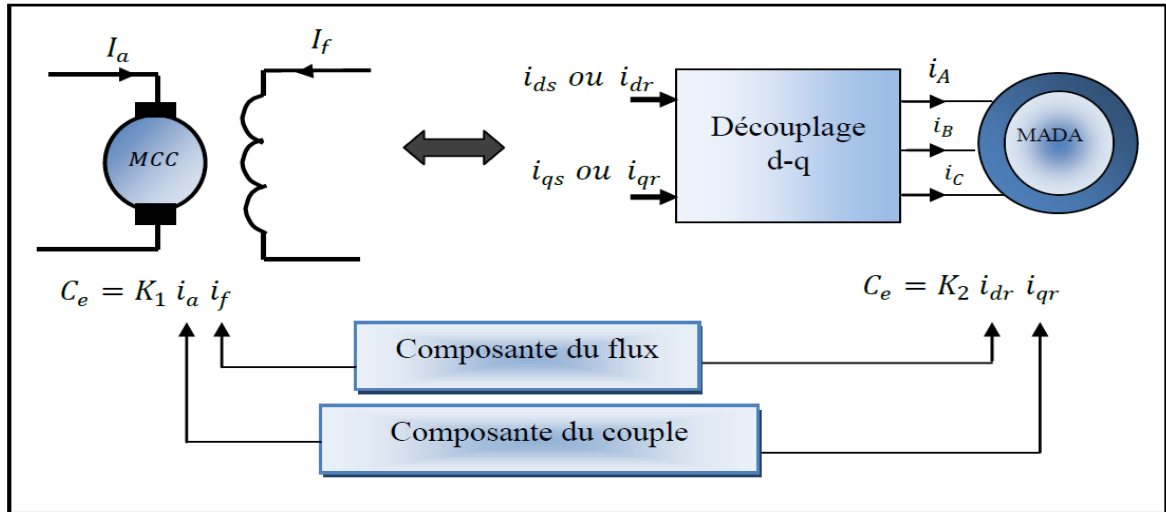 I_a
I_f
MCC
i_ds ou i_dr
i_qs ou i_qr
Découplage
d-q
i_A
i_B
i_C
MADA
C_e = K_1 i_a i_f
C_e = K_2 i_dr i_qr
Composante du flux
Composante du couple